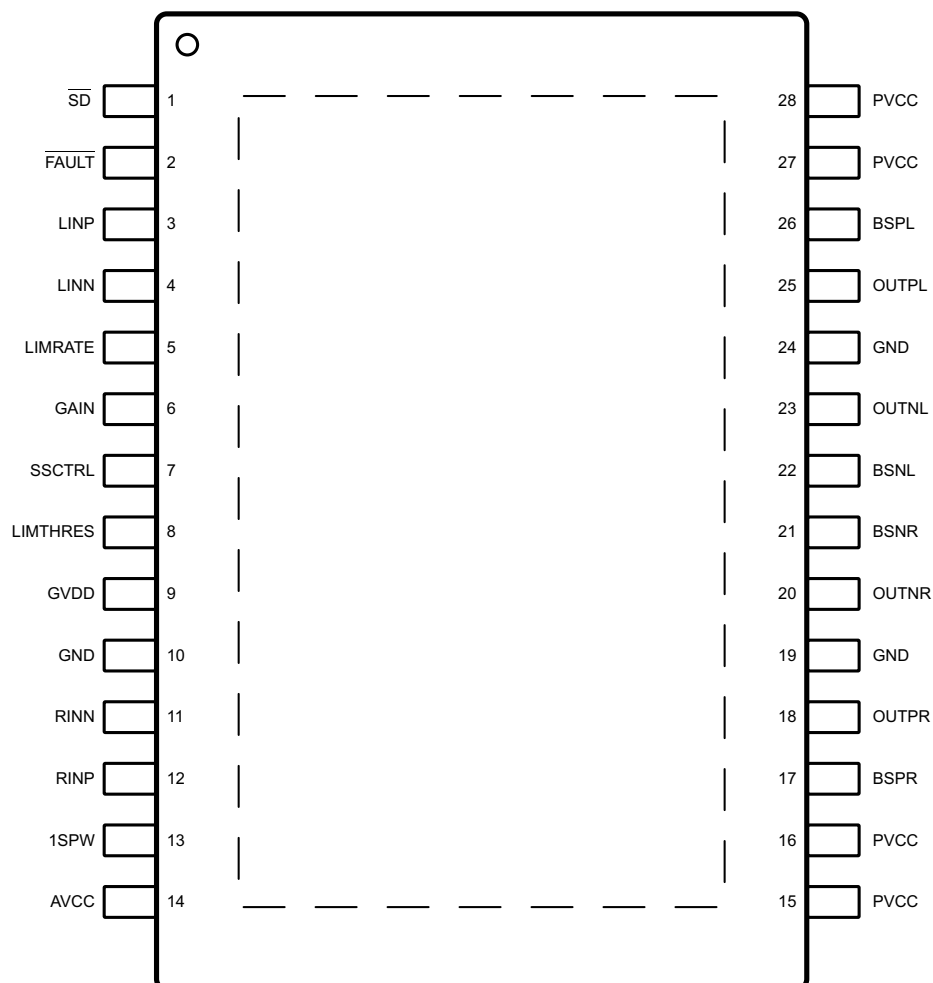 S̅D̅ 1 28 PVCC
F̅A̅U̅L̅T̅ 2 27 PVCC
LINP 3 26 BSPL
LINN 4 25 OUTPL
LIMRATE 5 24 GND
GAIN 6 23 OUTNL
SSCTRL 7 22 BSNL
LIMTHRES 8 21 BSNR
GVDD 9 20 OUTNR
GND 10 19 GND
RINN 11 18 OUTPR
RINP 12 17 BSPR
1SPW 13 16 PVCC
AVCC 14 15 PVCC